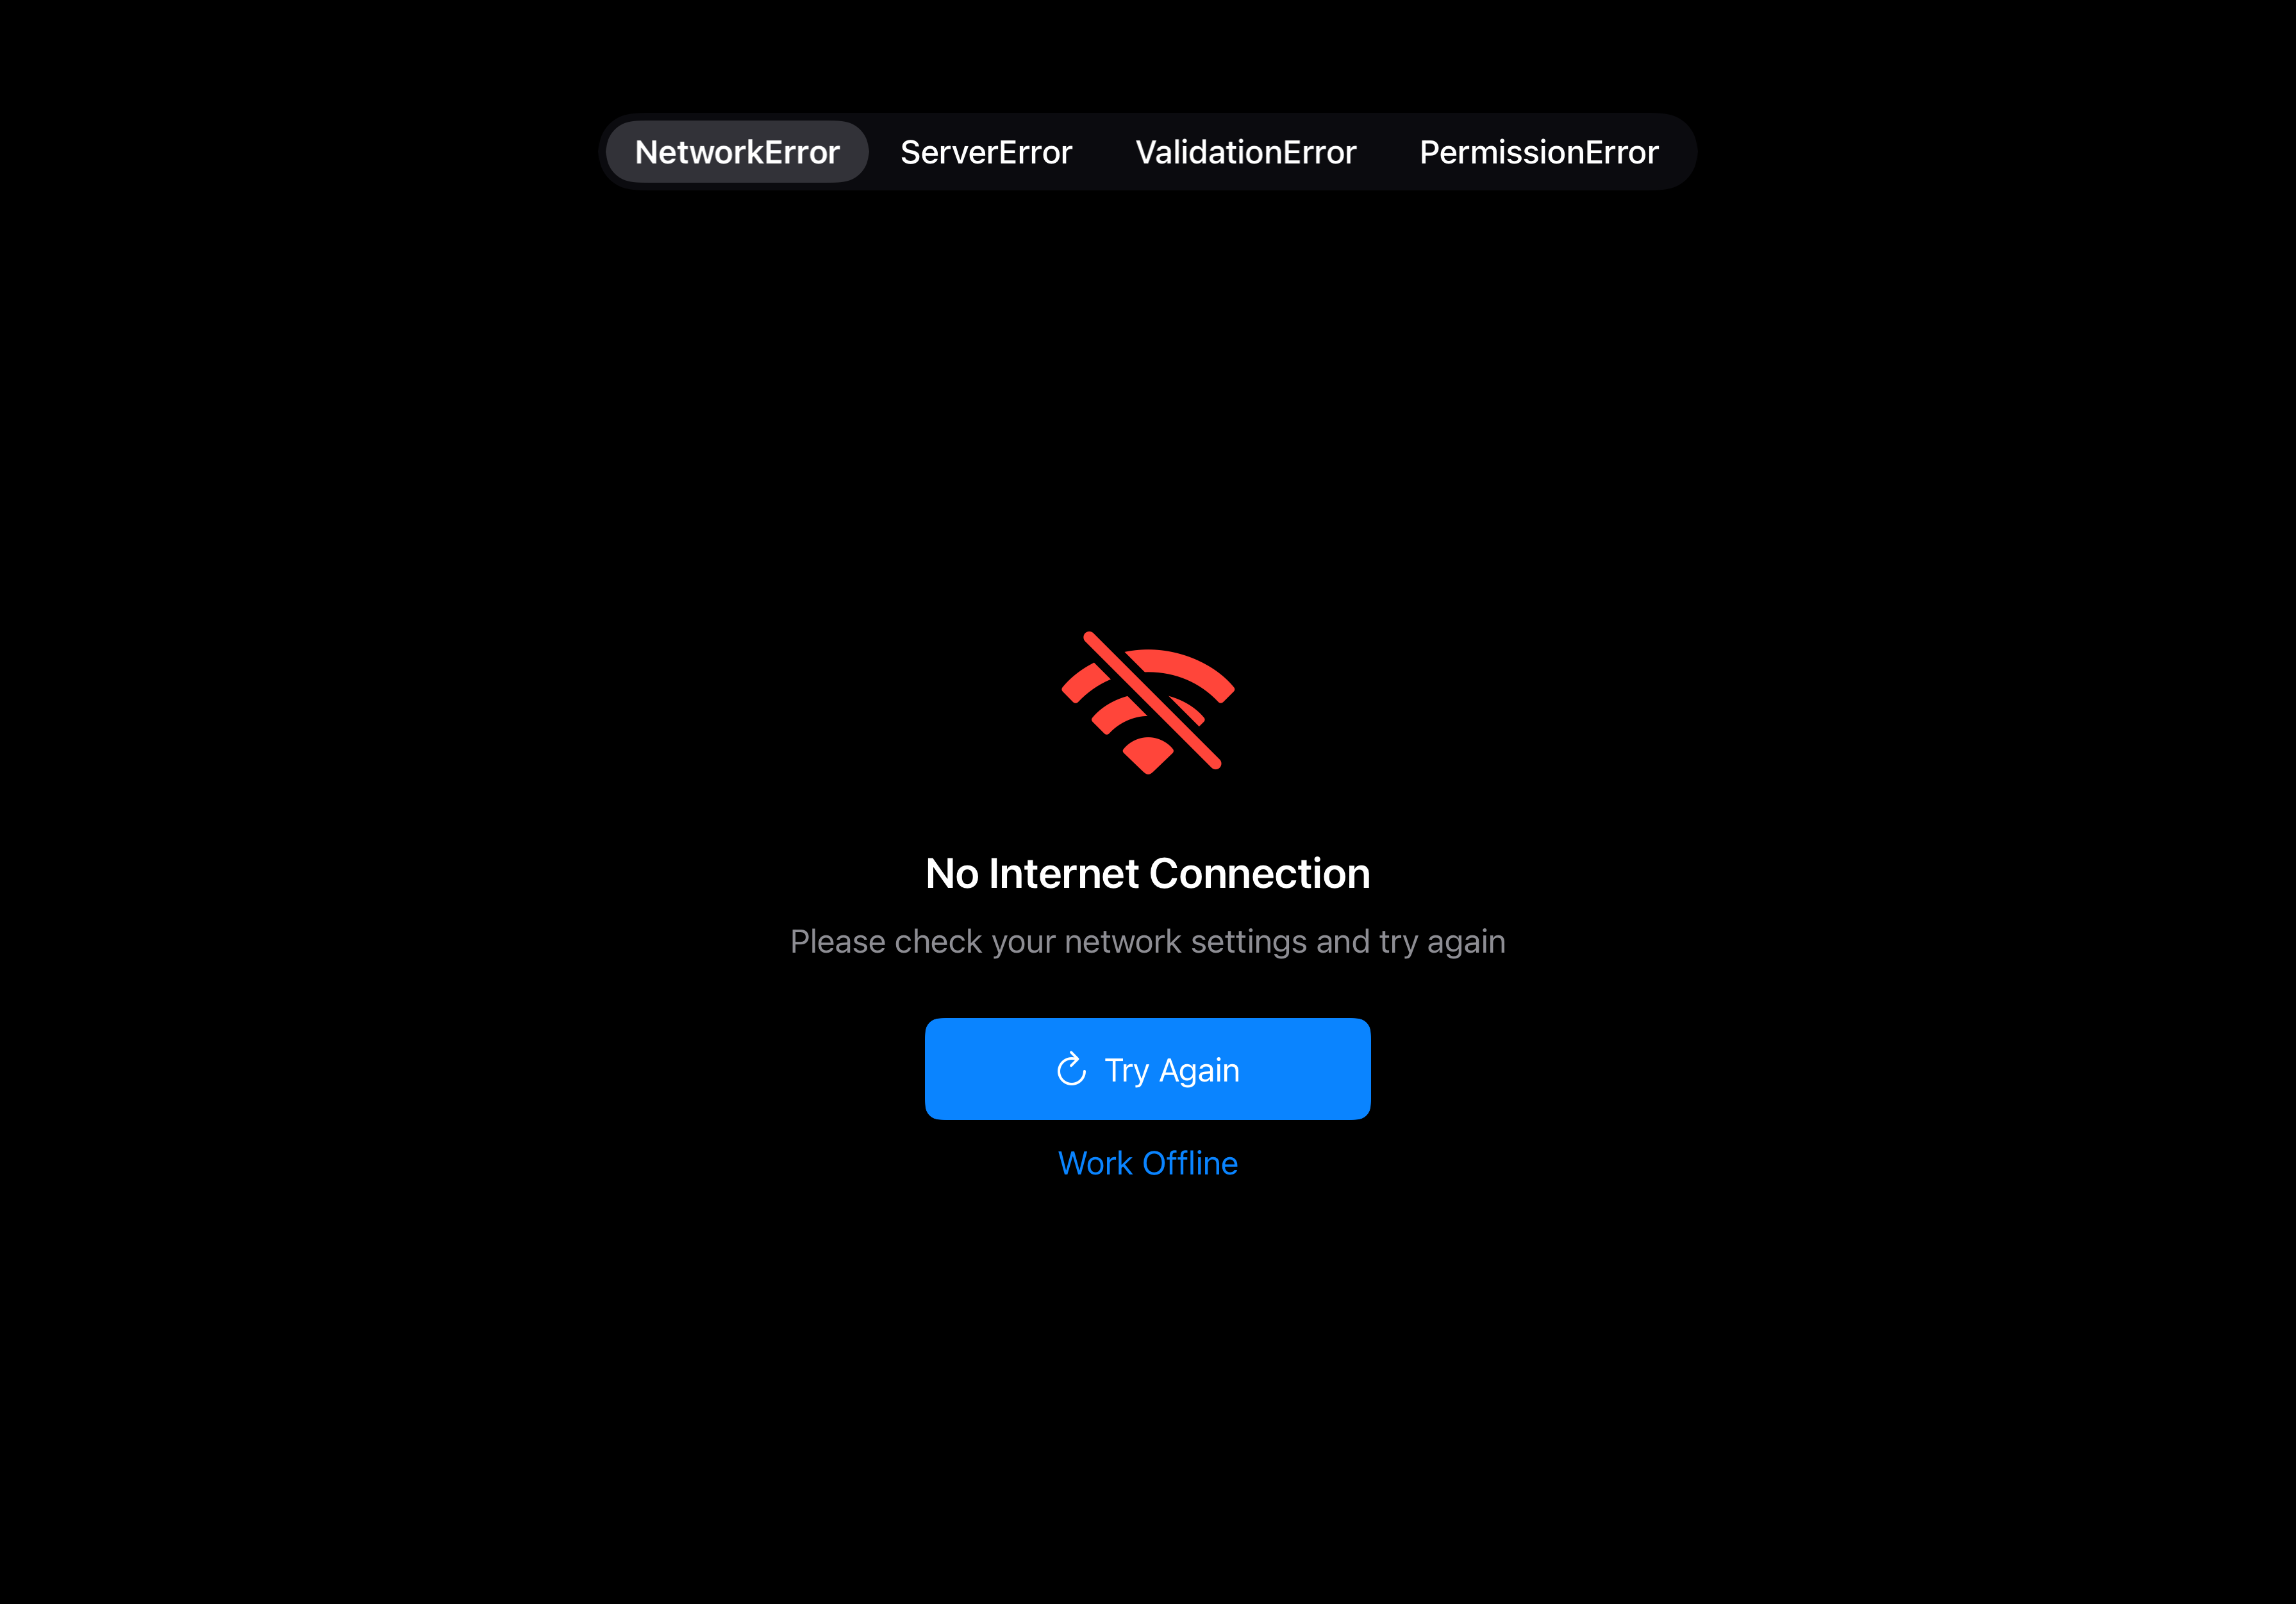 NetworkError ServerError ValidationError PermissionError
No Internet Connection
Please check your network settings and try again
Try Again
Work Offline